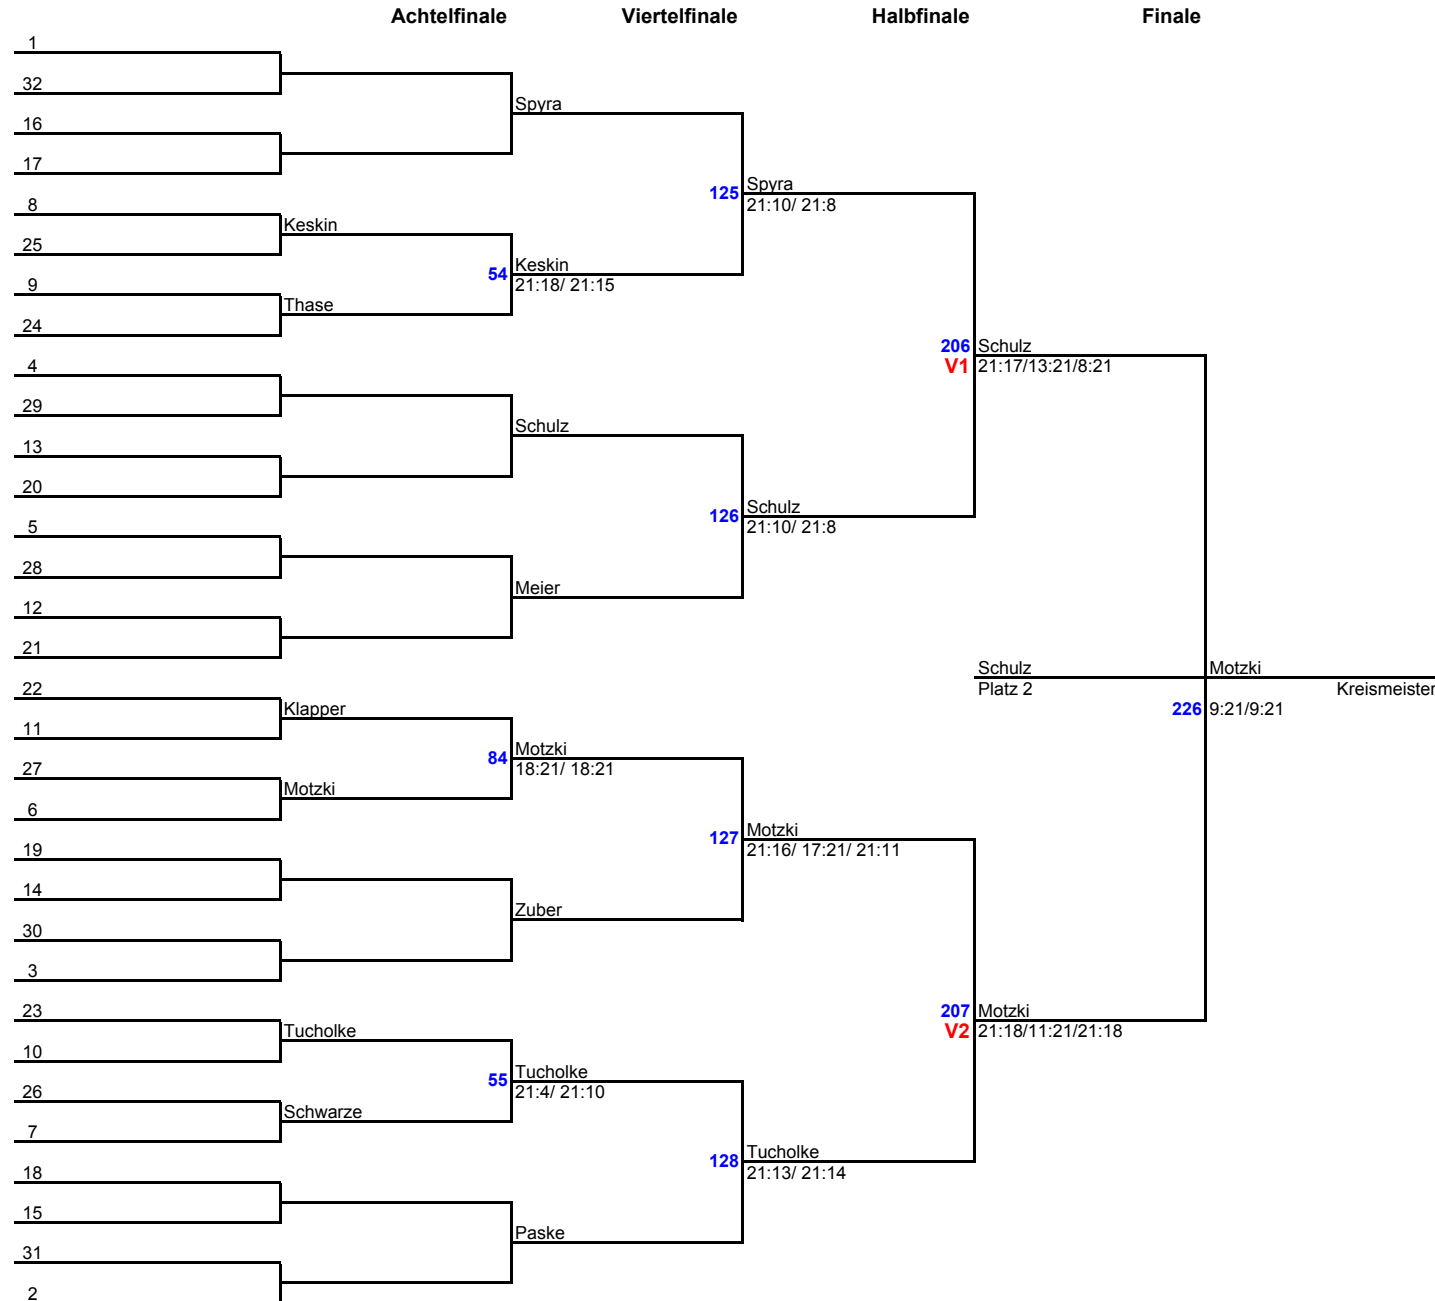 Achtelfinale Viertelfinale Halbfinale Finale
1
32
Spyra
16
17
125 Spyra
21:10/ 21:8
8
Keskin
25
54 Keskin
21:18/ 21:15
9
Thase
24
206 Schulz
V1 21:17/13:21/8:21
4
29
Schulz
13
20
126 Schulz
21:10/ 21:8
5
28
Meier
12
21
Schulz Motzki
Platz 2 Kreismeister
22
Klapper
226 9:21/9:21
11
84 Motzki
18:21/ 18:21
27
Motzki
6
127 Motzki
21:16/ 17:21/ 21:11
19
14
Zuber
30
3
23
207 Motzki
V2 21:18/11:21/21:18
Tucholke
10
55 Tucholke
21:4/ 21:10
26
Schwarze
7
128 Tucholke
21:13/ 21:14
18
15
Paske
31
2